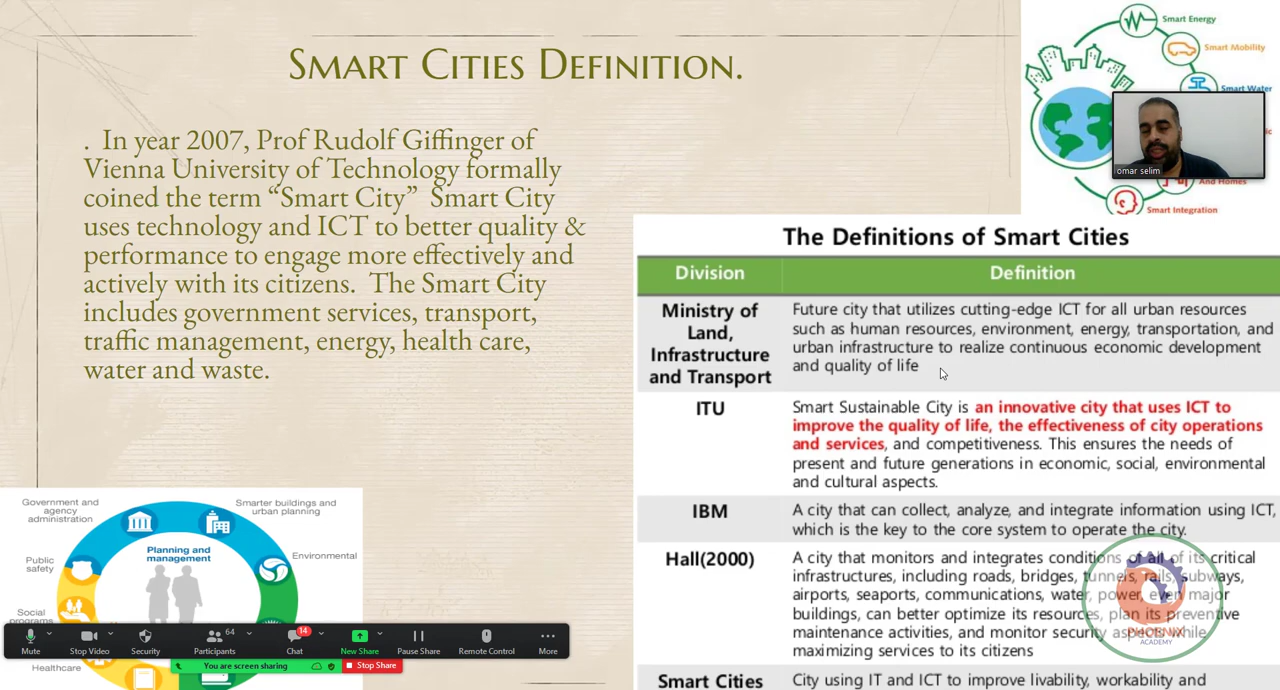 SMART CITIES DEFINITION.
. In year 2007, Prof Rudolf Giffinger of
Vienna University of Technology formally
coined the term “Smart City” Smart City
uses technology and ICT to better quality &
performance to engage more effectively and
actively with its citizens. The Smart City
includes government services, transport,
traffic management, energy, health care,
water and waste.
Smart Energy
Smart Mobility
Smart Water
omar selim
And Homes
Smart Integration
The Definitions of Smart Cities
Division
Definition
Ministry of
Land,
Infrastructure
and Transport
Future city that utilizes cutting-edge ICT for all urban resources
such as human resources, environment, energy, transportation, and
urban infrastructure to realize continuous economic development
and quality of life
ITU
Smart Sustainable City is an innovative city that uses ICT to
improve the quality of life, the effectiveness of city operations
and services, and competitiveness. This ensures the needs of
present and future generations in economic, social, environmental
and cultural aspects.
IBM
A city that can collect, analyze, and integrate information using ICT,
which is the key to the core system to operate the city.
Hall(2000)
A city that monitors and integrates conditions of all of its critical
infrastructures, including roads, bridges, tunnels, rails, subways,
airports, seaports, communications, water, power, even major
buildings, can better optimize its resources, plan its preventive
maintenance activities, and monitor security aspects while
maximizing services to its citizens
Smart Cities
City using IT and ICT to improve livability, workability and
PHOENIX
ACADEMY
Government and
agency
administration
Smarter buildings and
urban planning
Planning and
management
Public
safety
Environmental
Social
programs
Healthcare
Mute
Stop Video
Security
64
Participants
14
Chat
New Share
Pause Share
Remote Control
More
You are screen sharing
Stop Share